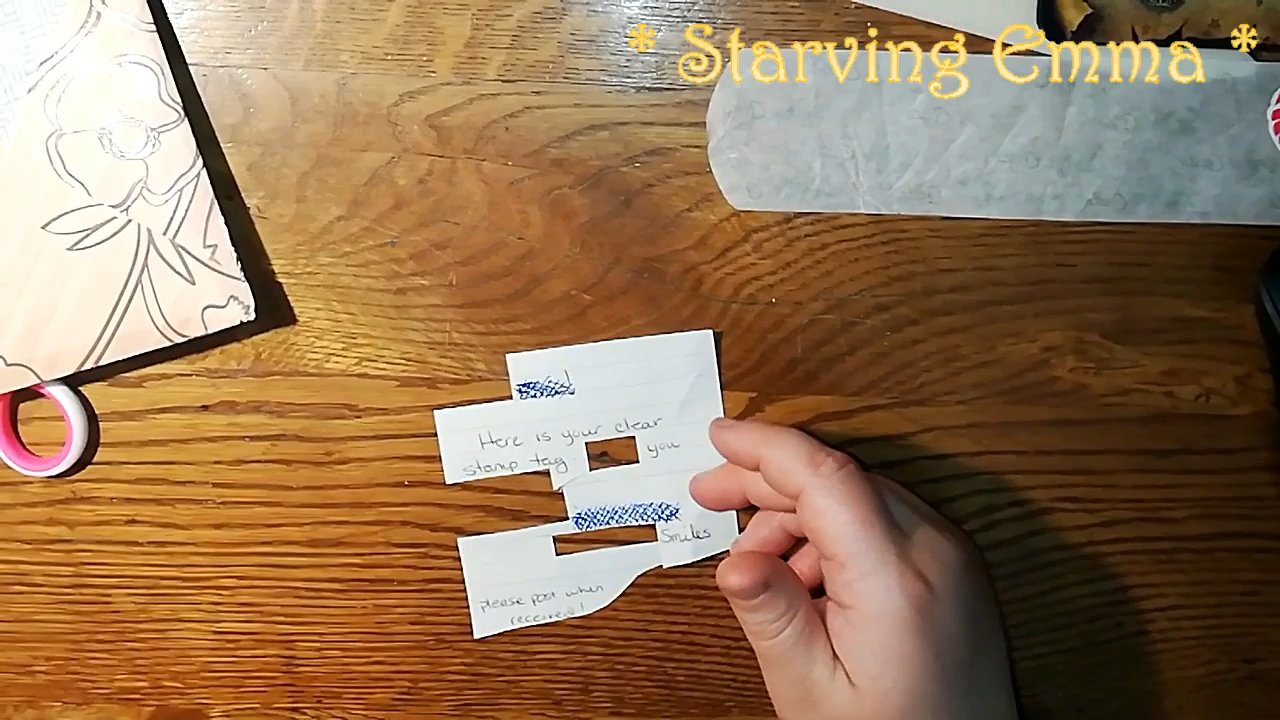 * Starving Emma *
Here is your clear
stamp tag you
Smiles
please post when
received!